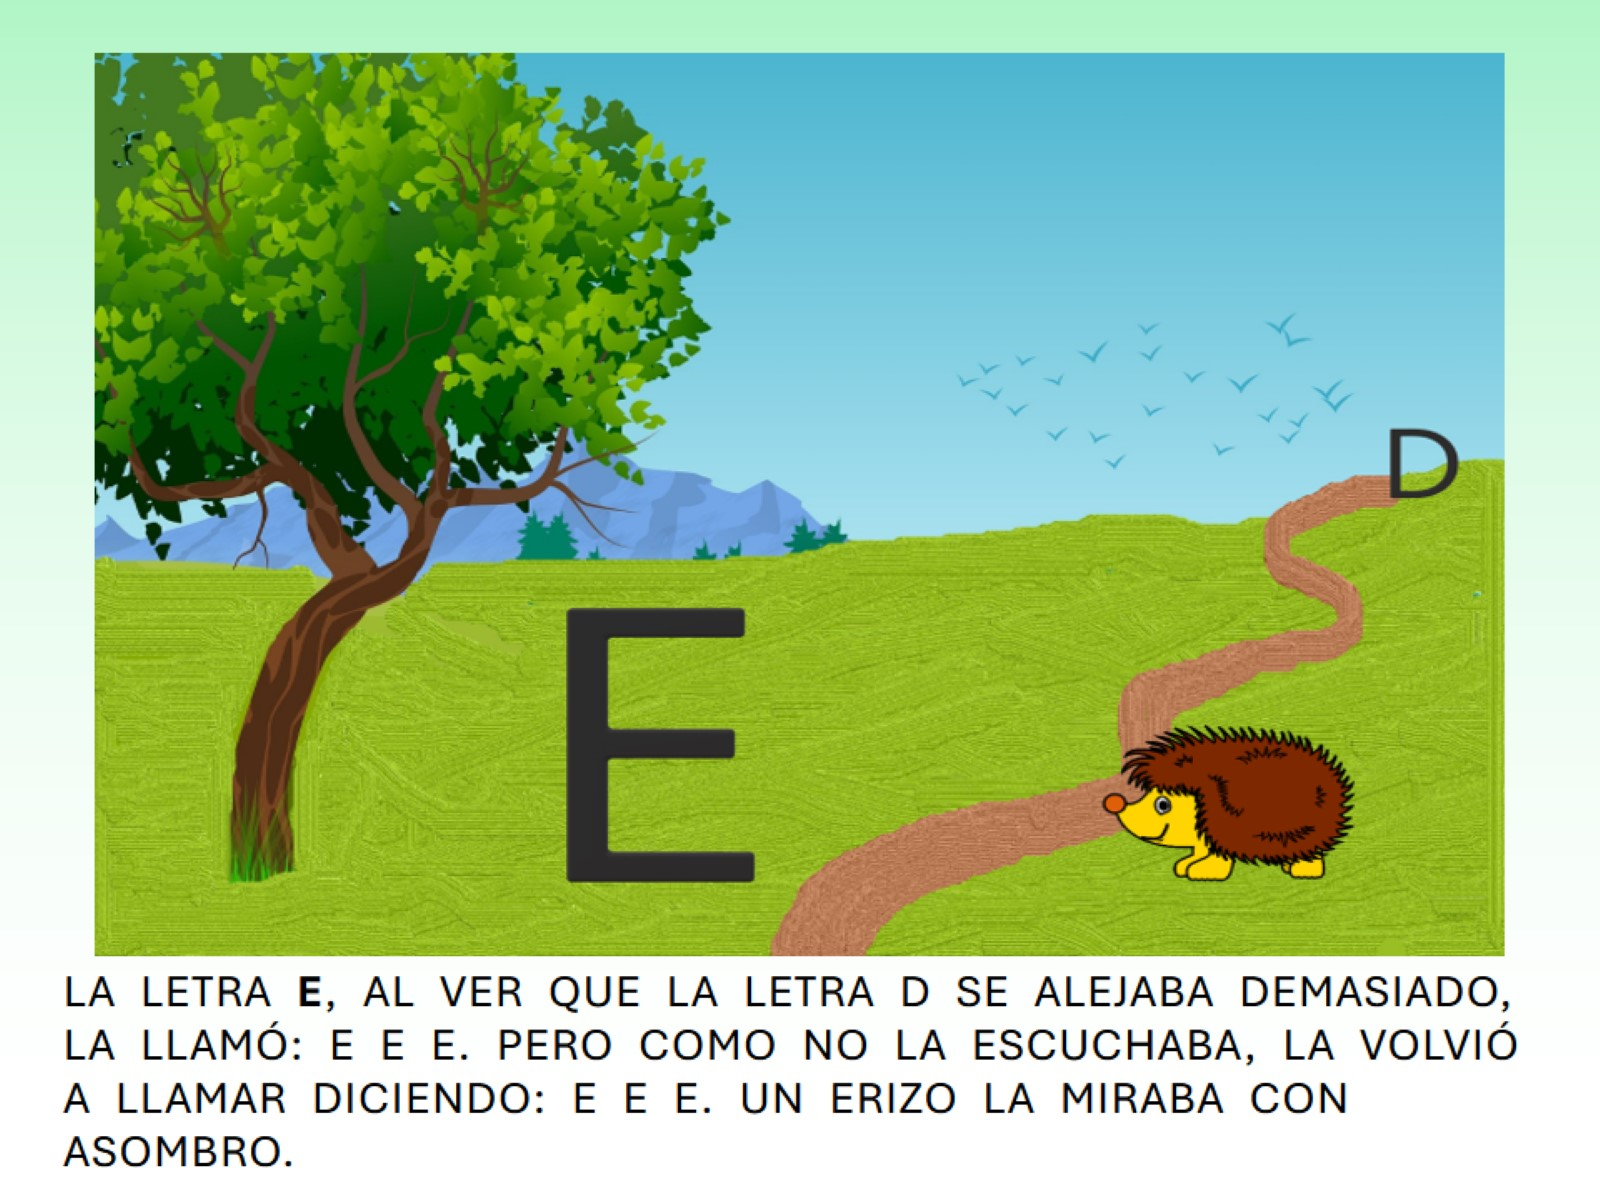 D
E
LA LETRA E, AL VER QUE LA LETRA D SE ALEJABA DEMASIADO,
LA LLAMÓ: E E E. PERO COMO NO LA ESCUCHABA, LA VOLVIÓ
A LLAMAR DICIENDO: E E E. UN ERIZO LA MIRABA CON
ASOMBRO.